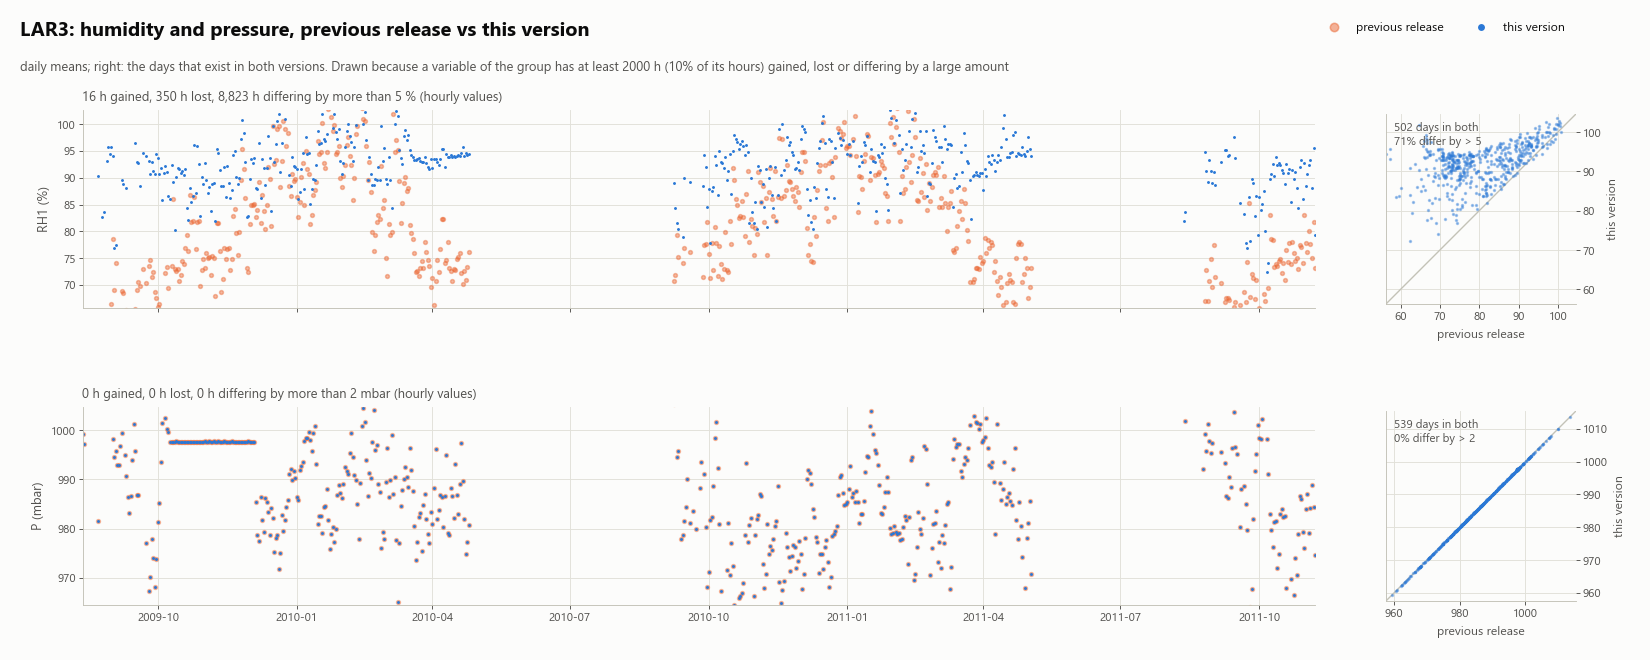 LAR3: humidity and pressure, previous release vs this version
previous release
this version
daily means; right: the days that exist in both versions. Drawn because a variable of the group has at least 2000 h (10% of its hours) gained, lost or differing by a large amount
16 h gained, 350 h lost, 8,823 h differing by more than 5 % (hourly values)
RH1 (%)
100
95
90
85
80
75
70
502 days in both
71% differ by > 5
100
90
80
70
60
this version
60 70 80 90 100
previous release
0 h gained, 0 h lost, 0 h differing by more than 2 mbar (hourly values)
P (mbar)
1000
990
980
970
2009-10 2010-01 2010-04 2010-07 2010-10 2011-01 2011-04 2011-07 2011-10
539 days in both
0% differ by > 2
1010
1000
990
980
970
960
this version
960 980 1000
previous release